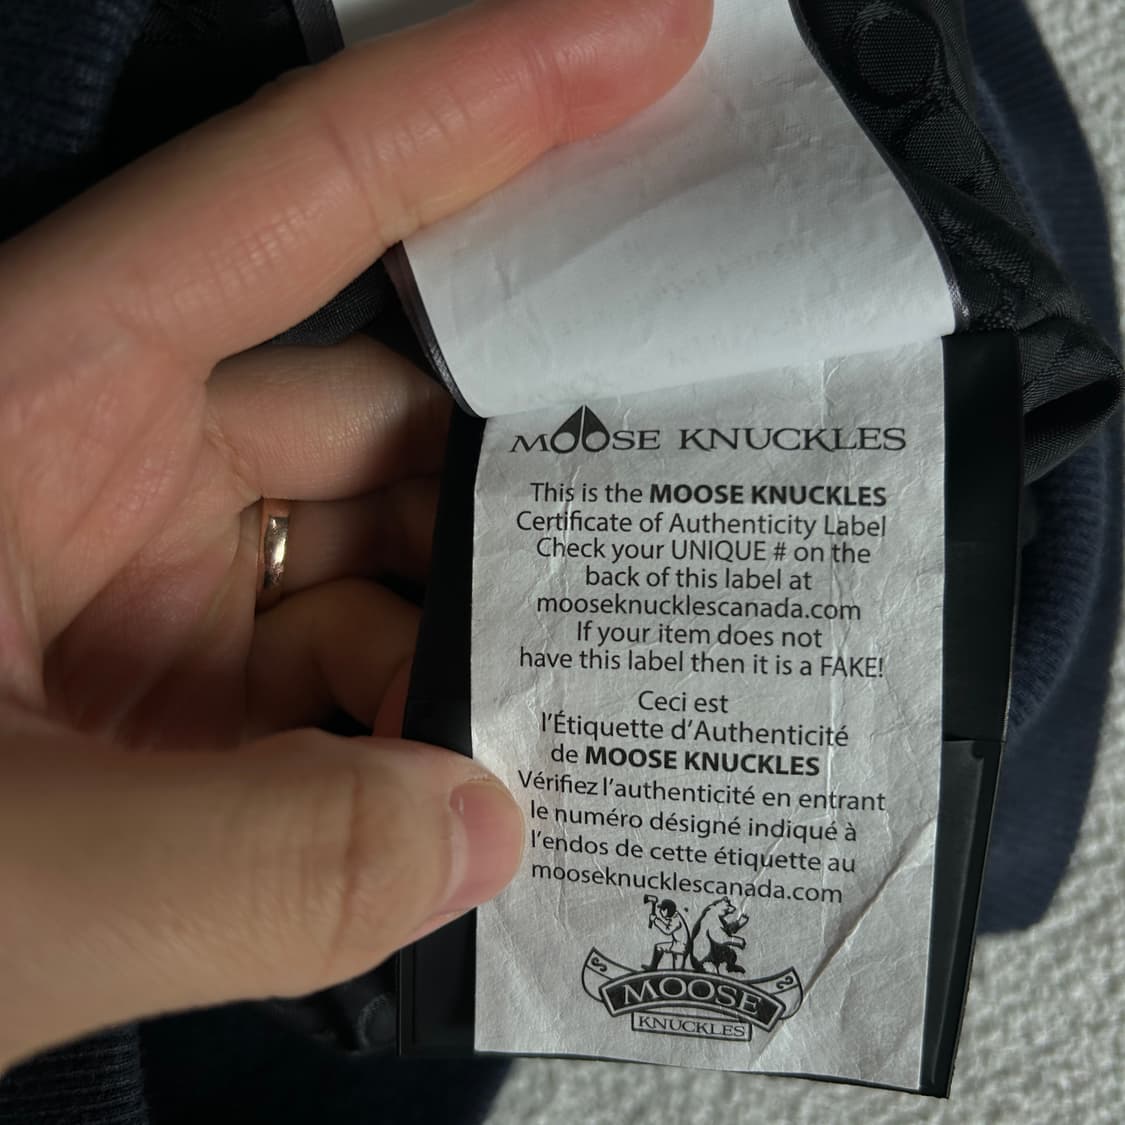 MOOSE KNUCKLES
This is the MOOSE KNUCKLES
Certificate of Authenticity Label
Check your UNIQUE # on the
back of this label at
mooseknucklescanada.com
If your item does not
have this label then it is a FAKE!
Ceci est
l'Étiquette d'Authenticité
de MOOSE KNUCKLES
Vérifiez l'authenticité en entrant
le numéro désigné indiqué à
l'endos de cette étiquette au
mooseknucklescanada.com
MOOSE
KNUCKLES